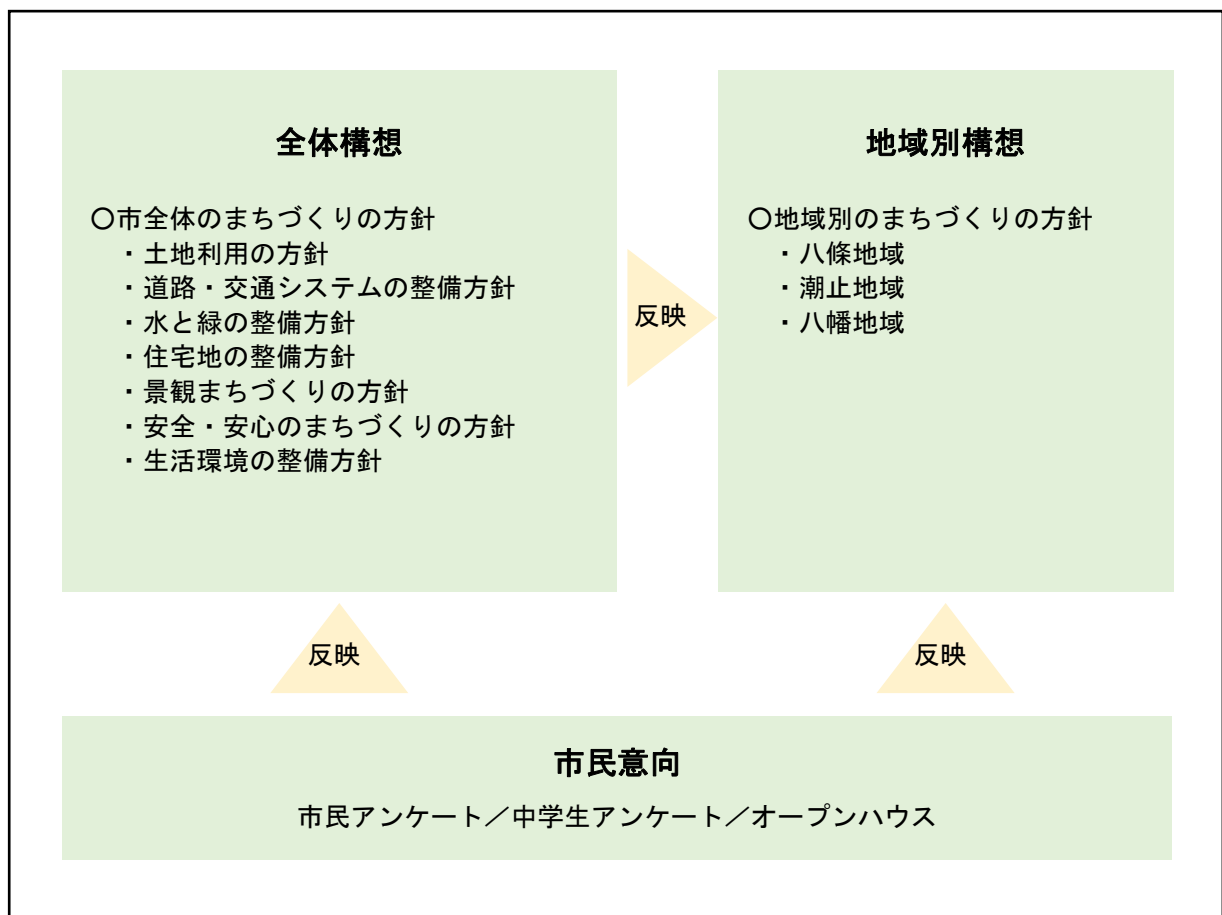 全体構想
〇市全体のまちづくりの方針
・土地利用の方針
・道路・交通システムの整備方針
・水と緑の整備方針
・住宅地の整備方針
・景観まちづくりの方針
・安全・安心のまちづくりの方針
・生活環境の整備方針
反映
地域別構想
〇地域別のまちづくりの方針
・八條地域
・潮止地域
・八幡地域
反映
反映
市民意向
市民アンケート／中学生アンケート／オープンハウス